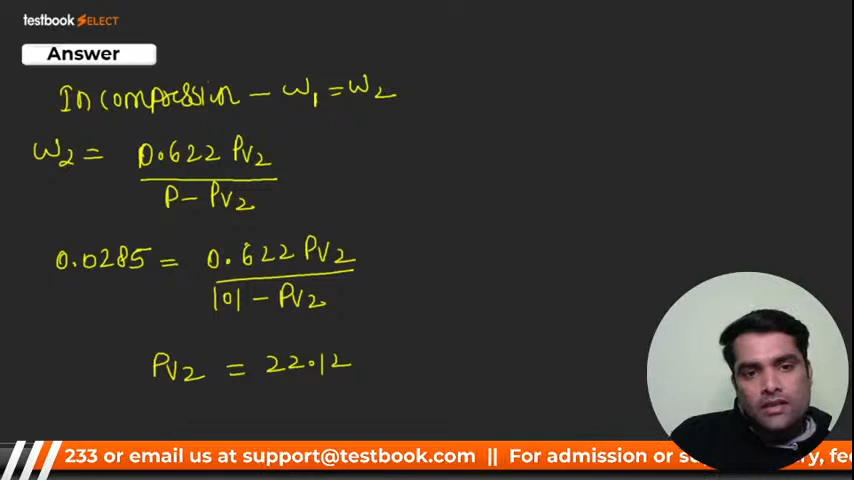 testbook SELECT
Answer
In compression - ω₁ = ω₂
ω₂ = 0.622 Pv₂ / P - Pv₂
0.0285 = 0.622 Pv₂ / 101 - Pv₂
Pv₂ = 22.12
233 or email us at support@testbook.com || For admission or su